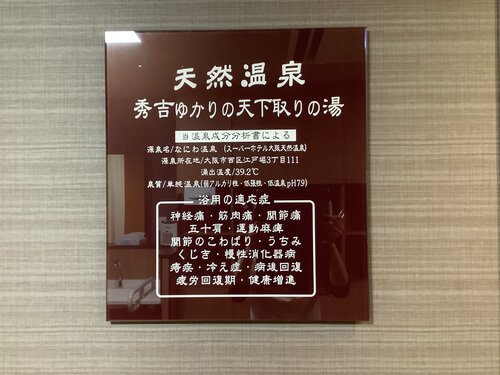 天然温泉
秀吉ゆかりの天下取りの湯
当温泉成分分析書による
源泉名/なにわ温泉 (スーパーホテル大阪天然温泉)
源泉所在地/大阪市西区江戸堀3丁目111
湧出温度/39.2℃
泉質/単純温泉(弱アルカリ性・低張性・低温泉pH7.9)
浴用の適応症
神経痛・筋肉痛・関節痛
五十肩・運動麻痺
関節のこわばり・うちみ
くじき・慢性消化器病
痔疾・冷え症・病後回復
疲労回復期・健康増進